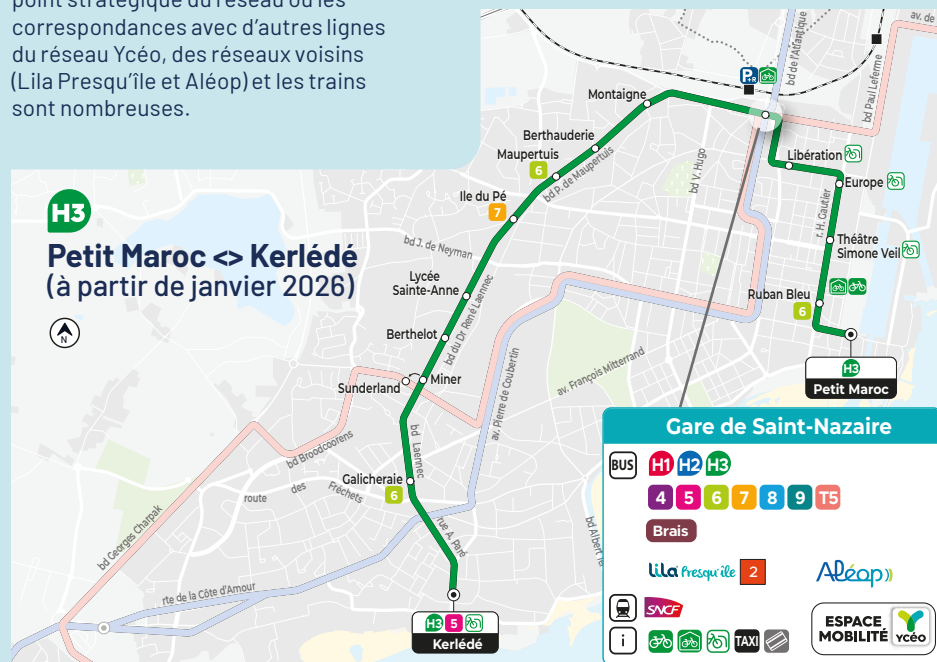 point stratégique du réseau où les
correspondances avec d'autres lignes
du réseau Ycéo, des réseaux voisins
(Lila Presqu'île et Aléop) et les trains
sont nombreuses.
H3
Petit Maroc <> Kerlédé
(à partir de janvier 2026)
N
av. de
bd de l'Atlantique
bd Paul Leferme
P+R
Montaigne
Berthauderie
Maupertuis
6
bd P. de Maupertuis
bd V. Hugo
Libération
Europe
Ile du Pé
7
r. H. Gautier
bd J. de Neyman
Théâtre
Simone Veil
Lycée
Sainte-Anne
bd du Dr René Laennec
Ruban Bleu
6
Berthelot
H3
Petit Maroc
Sunderland
Miner
av. Pierre de Coubertin
av. François Mitterrand
bd Broodcoorens
bd Laennec
Galicheraie
6
route des Fréchets
bd Georges Charpak
rue A. Paré
bd Albert 1er
rte de la Côte d'Amour
H3 5
Kerlédé
Gare de Saint-Nazaire
BUS H1 H2 H3
4 5 6 7 8 9 T5
Brais
Lila Presqu'île 2 Aléop
SNCF
i TAXI
ESPACE
MOBILITÉ
YCÉO